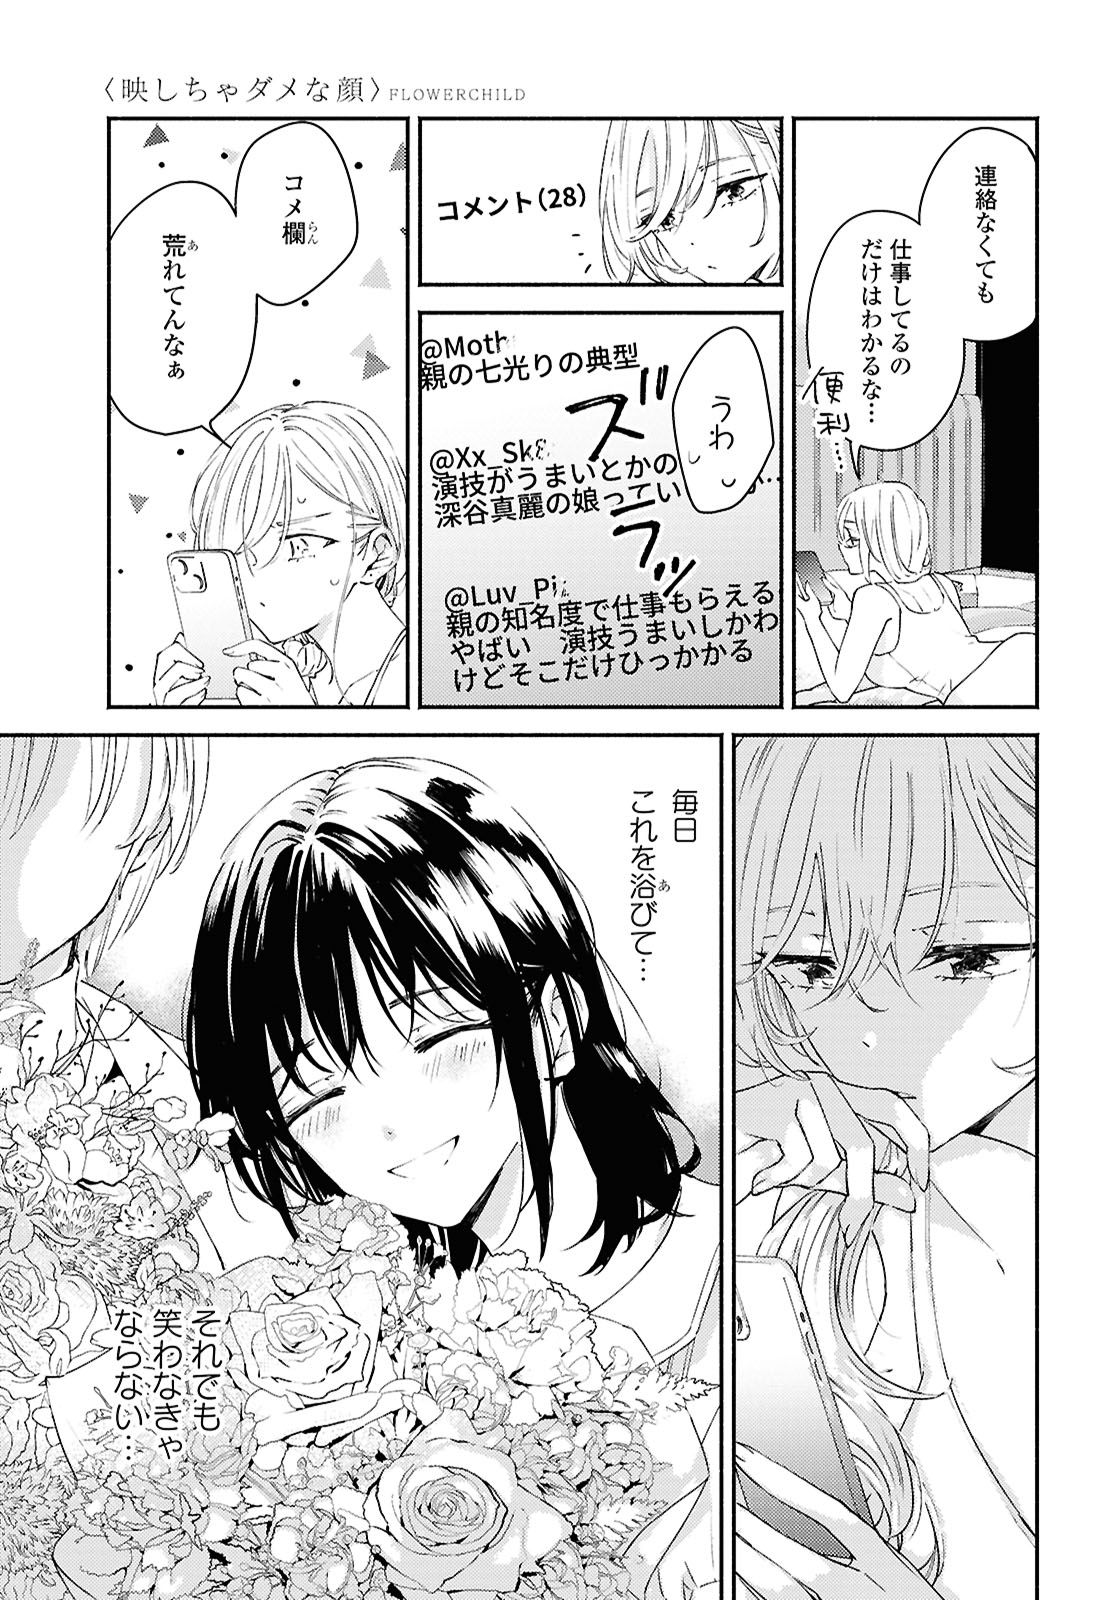 〈映しちゃダメな顔〉FLOWERCHILD
連絡なくても
仕事してるの
だけはわかるな…
便利…
コメント（28）
うわ
@Moth
親の七光りの典型
ズラッ
@Xx_Sk8
演技がうまいとかの
深谷真麗の娘ってい
@Luv_Pi
親の知名度で仕事もらえる
やばい　演技うまいしかわ
けどそこだけひっかかる
コメ欄
らん
荒れてんなぁ
あ
毎日
これを浴びて…
あ
それでも
笑わなきゃ
ならない…